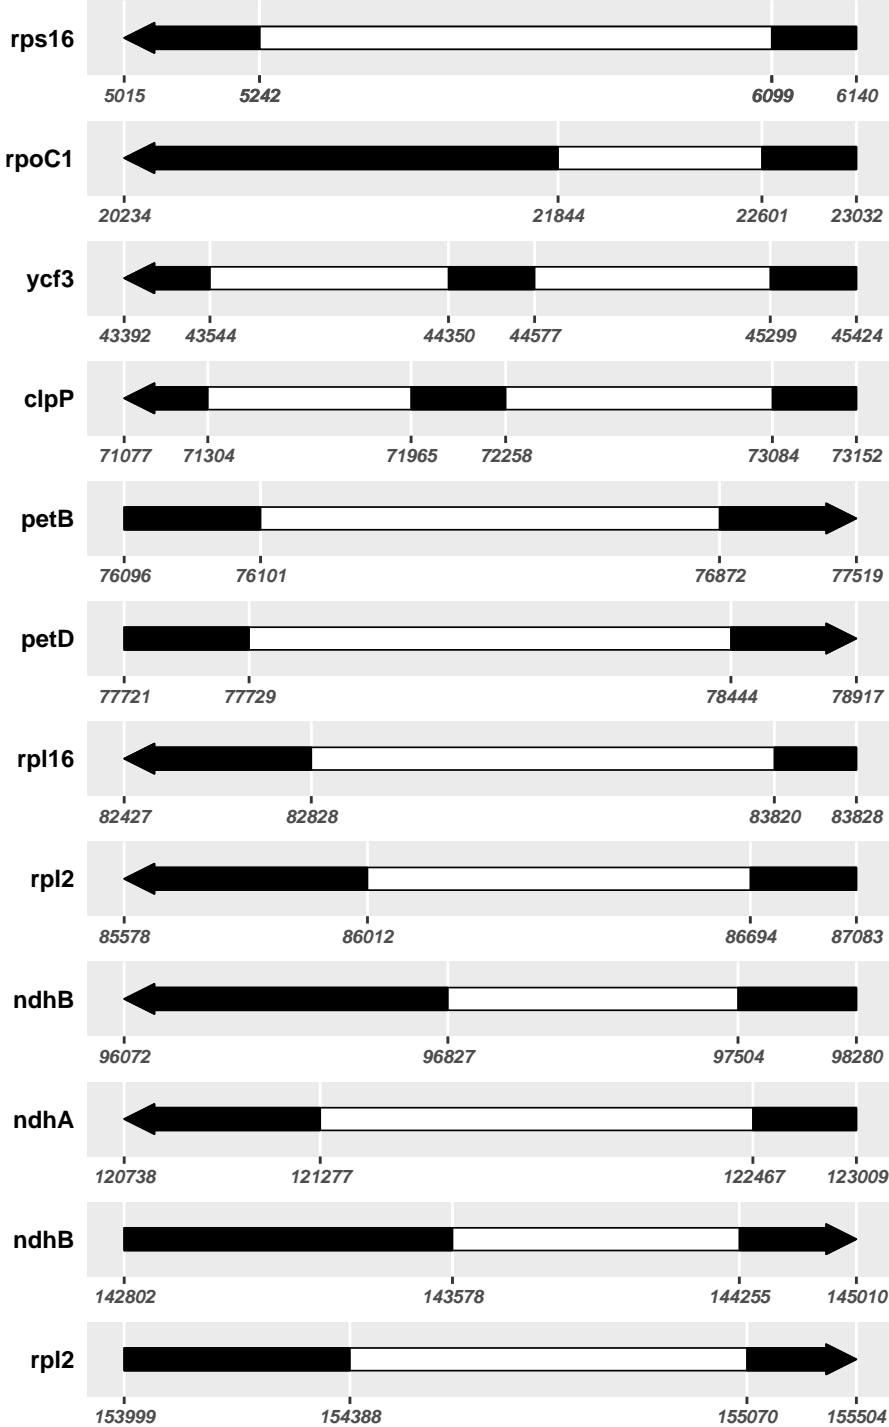 rps16
5015 5242 6099 6140
rpoC1
20234 21844 22601 23032
ycf3
43392 43544 44350 44577 45299 45424
clpP
71077 71304 71965 72258 73084 73152
petB
76096 76101 76872 77519
petD
77721 77729 78444 78917
rpl16
82427 82828 83820 83828
rpl2
85578 86012 86694 87083
ndhB
96072 96827 97504 98280
ndhA
120738 121277 122467 123009
ndhB
142802 143578 144255 145010
rpl2
153999 154388 155070 155504